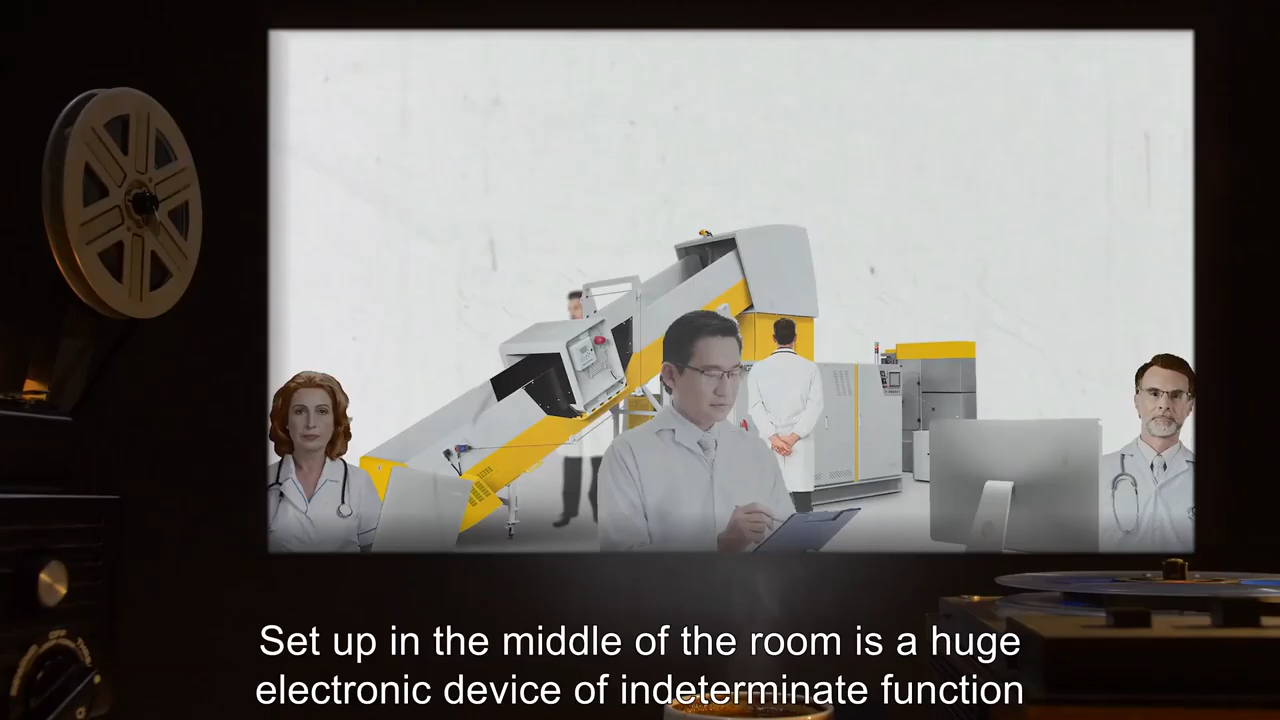 Set up in the middle of the room is a huge
electronic device of indeterminate function